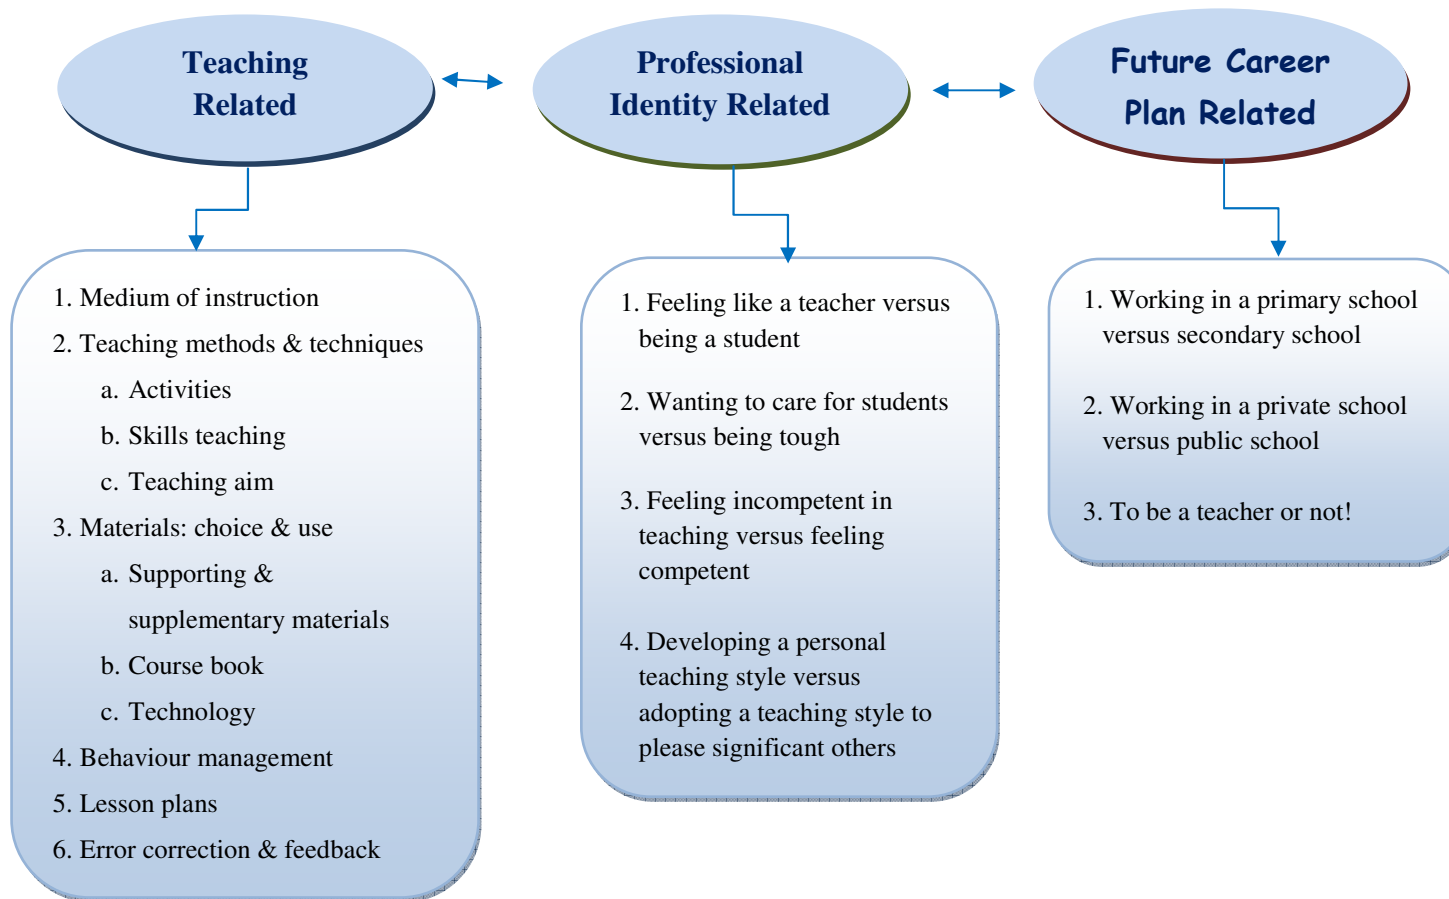 Teaching
Related
Professional
Identity Related
Future Career
Plan Related
1. Medium of instruction
2. Teaching methods & techniques
a. Activities
b. Skills teaching
c. Teaching aim
3. Materials: choice & use
a. Supporting &
supplementary materials
b. Course book
c. Technology
4. Behaviour management
5. Lesson plans
6. Error correction & feedback
1. Feeling like a teacher versus
being a student
2. Wanting to care for students
versus being tough
3. Feeling incompetent in
teaching versus feeling
competent
4. Developing a personal
teaching style versus
adopting a teaching style to
please significant others
1. Working in a primary school
versus secondary school
2. Working in a private school
versus public school
3. To be a teacher or not!